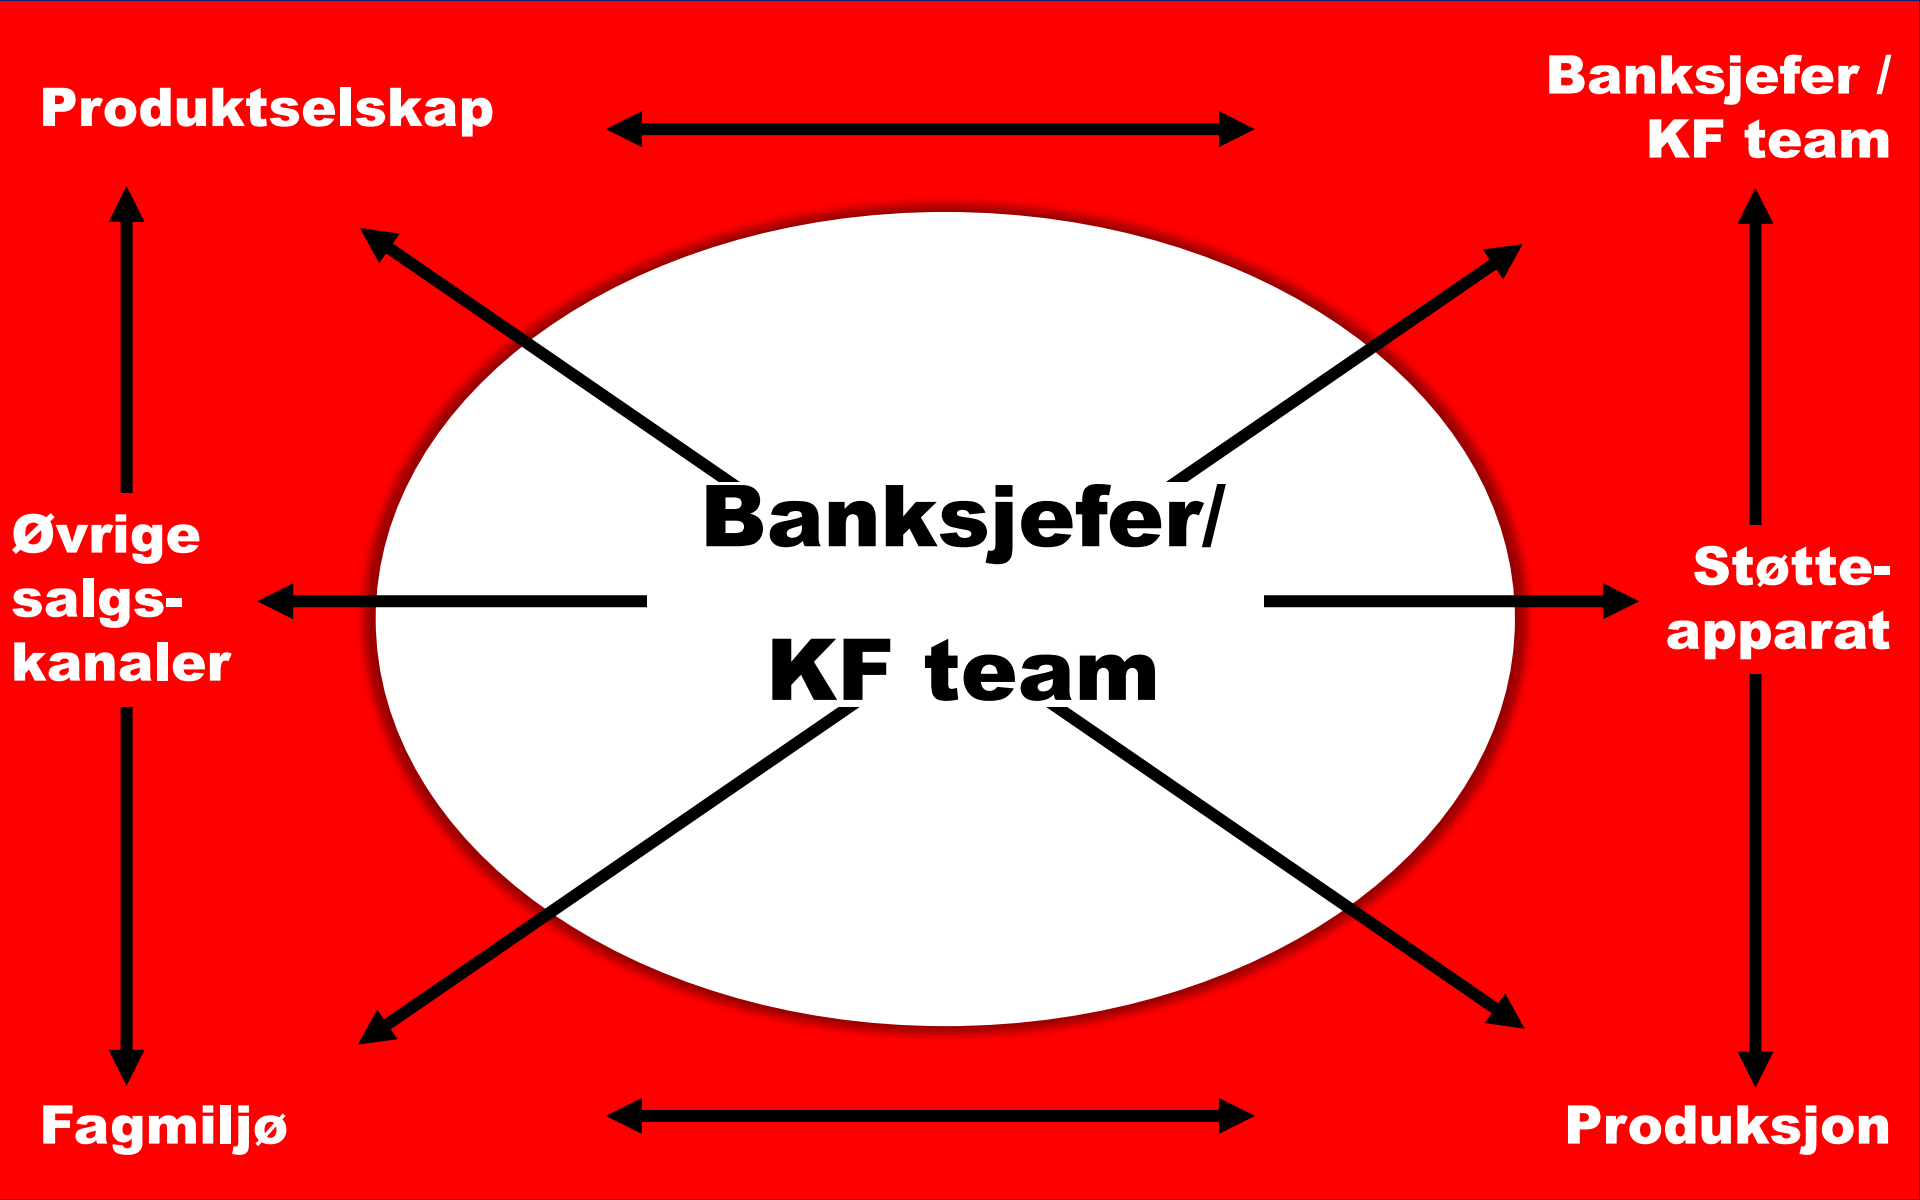 Produktselskap
Banksjefer /
KF team
Banksjefer/
KF team
Øvrige
salgs-
kanaler
Støtte-
apparat
Fagmiljø
Produksjon